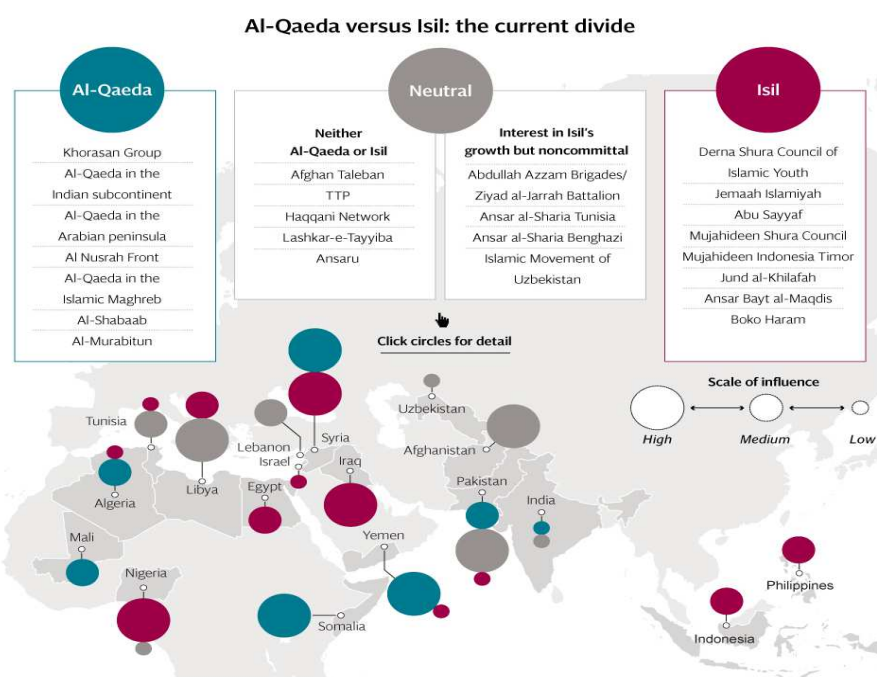 Al-Qaeda versus Isil: the current divide
Al-Qaeda
Khorasan Group
Al-Qaeda in the
Indian subcontinent
Al-Qaeda in the
Arabian peninsula
Al Nusrah Front
Al-Qaeda in the
Islamic Maghreb
Al-Shabaab
Al-Murabitun
Neutral
Neither
Al-Qaeda or Isil
Afghan Taleban
TTP
Haqqani Network
Lashkar-e-Tayyiba
Ansaru
Interest in Isil's
growth but noncommittal
Abdullah Azzam Brigades/
Ziyad al-Jarrah Battalion
Ansar al-Sharia Tunisia
Ansar al-Sharia Benghazi
Islamic Movement of
Uzbekistan
Isil
Derna Shura Council of
Islamic Youth
Jemaah Islamiyah
Abu Sayyaf
Mujahideen Shura Council
Mujahideen Indonesia Timor
Jund al-Khilafah
Ansar Bayt al-Maqdis
Boko Haram
Click circles for detail
Scale of influence
High
Medium
Low
Tunisia
Algeria
Libya
Lebanon
Israel
Syria
Egypt
Iraq
Uzbekistan
Afghanistan
Pakistan
India
Mali
Nigeria
Yemen
Somalia
Philippines
Indonesia